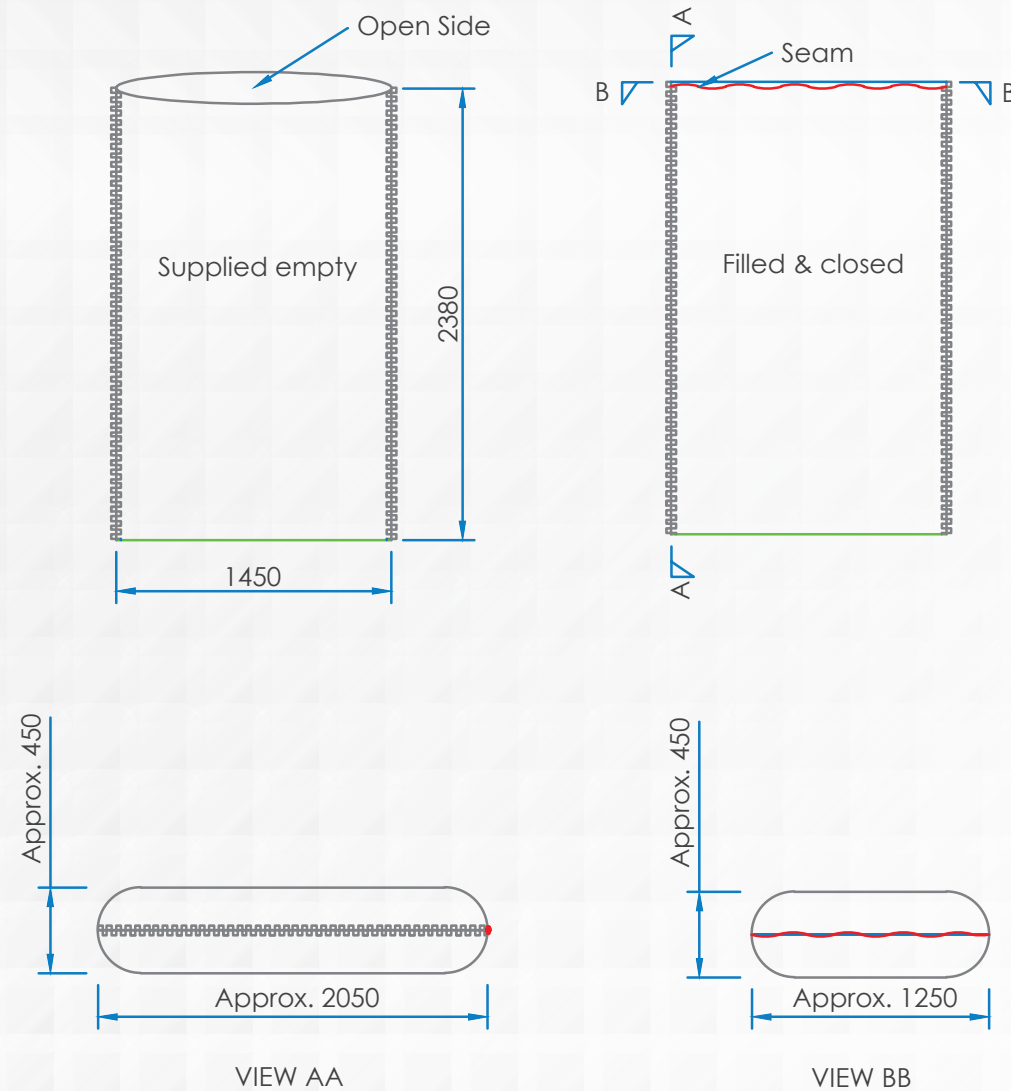 Open Side
Supplied empty
2380
1450
A
Seam
B
B
Filled & closed
A
Approx. 450
Approx. 2050
VIEW AA
Approx. 450
Approx. 1250
VIEW BB